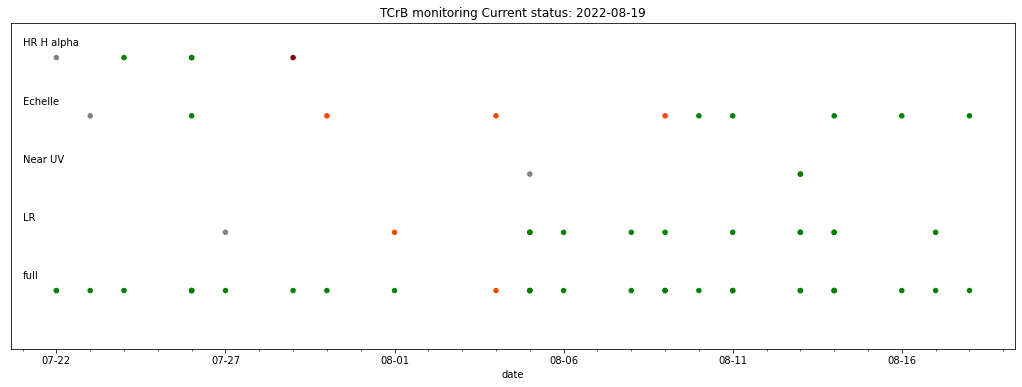 TCrB monitoring Current status: 2022-08-19
HR H alpha
Echelle
Near UV
LR
full
07-22 07-27 08-01 08-06 08-11 08-16
date